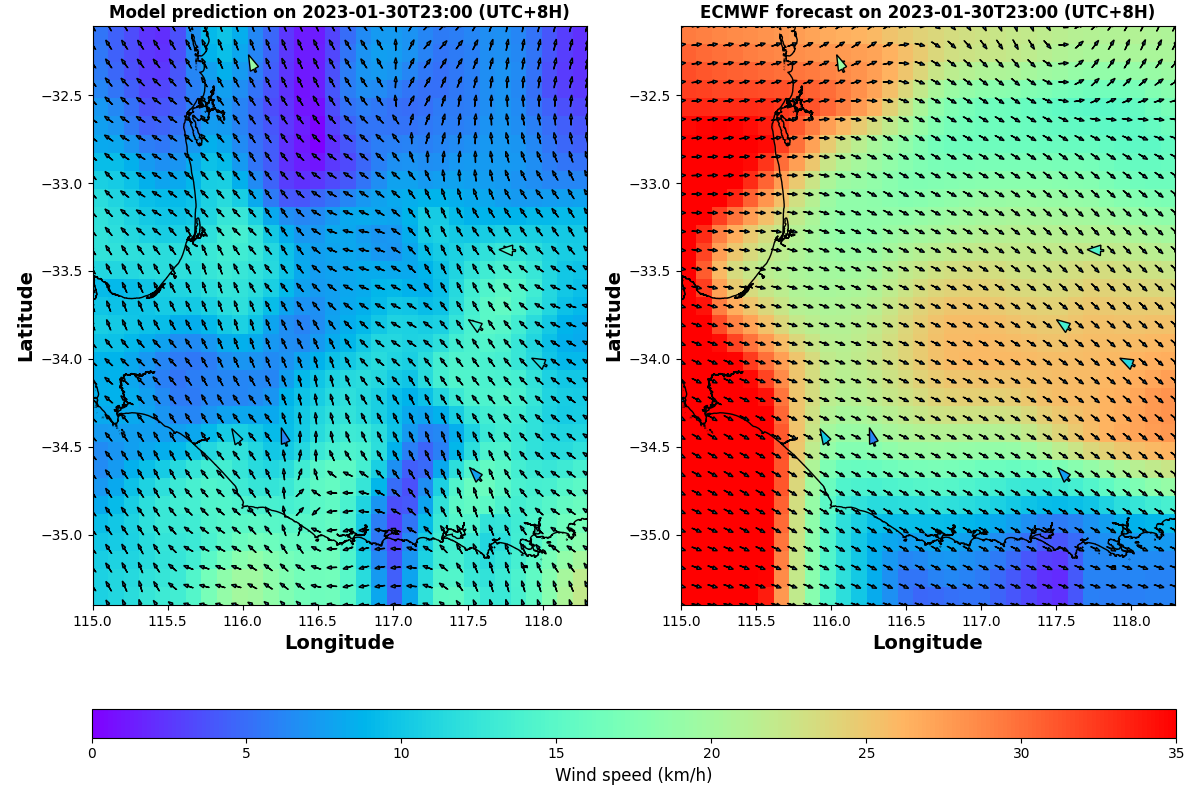 Model prediction on 2023-01-30T23:00 (UTC+8H)
ECMWF forecast on 2023-01-30T23:00 (UTC+8H)
Latitude
−32.5
−33.0
−33.5
−34.0
−34.5
−35.0
115.0 115.5 116.0 116.5 117.0 117.5 118.0
Longitude
Latitude
−32.5
−33.0
−33.5
−34.0
−34.5
−35.0
115.0 115.5 116.0 116.5 117.0 117.5 118.0
Longitude
0 5 10 15 20 25 30 35
Wind speed (km/h)